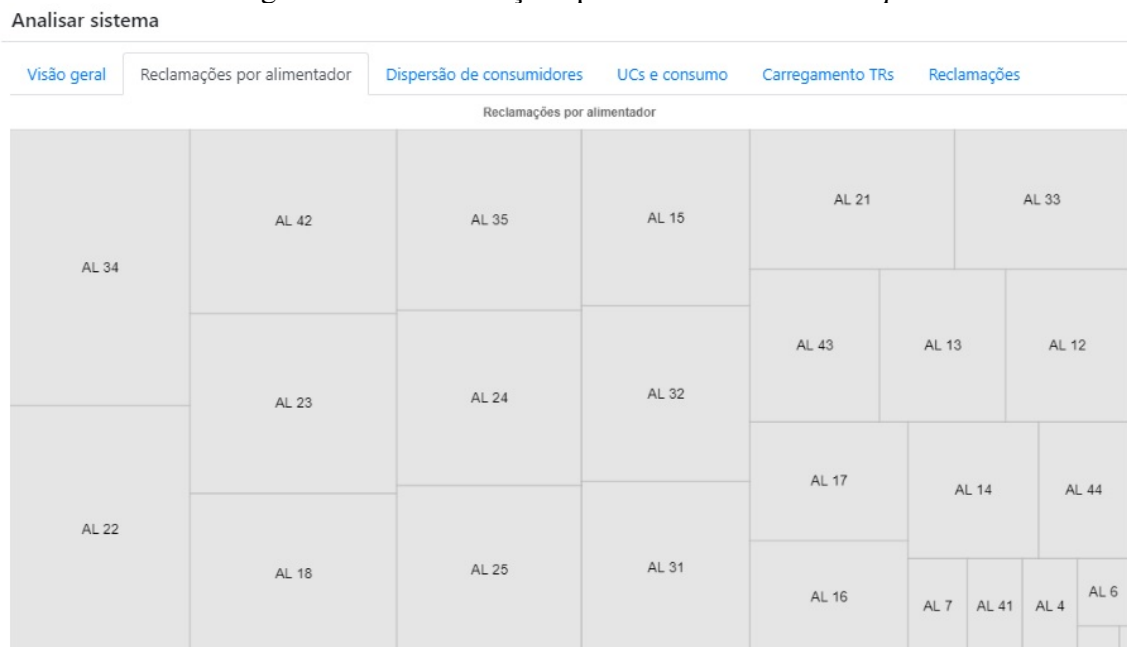 Analisar sistema
Visão geral Reclamações por alimentador Dispersão de consumidores UCs e consumo Carregamento TRs Reclamações
Reclamações por alimentador
AL 34
AL 22
AL 42
AL 23
AL 18
AL 35
AL 24
AL 25
AL 15
AL 32
AL 31
AL 21
AL 33
AL 43
AL 13
AL 12
AL 17
AL 14
AL 44
AL 16
AL 7
AL 41
AL 4
AL 6